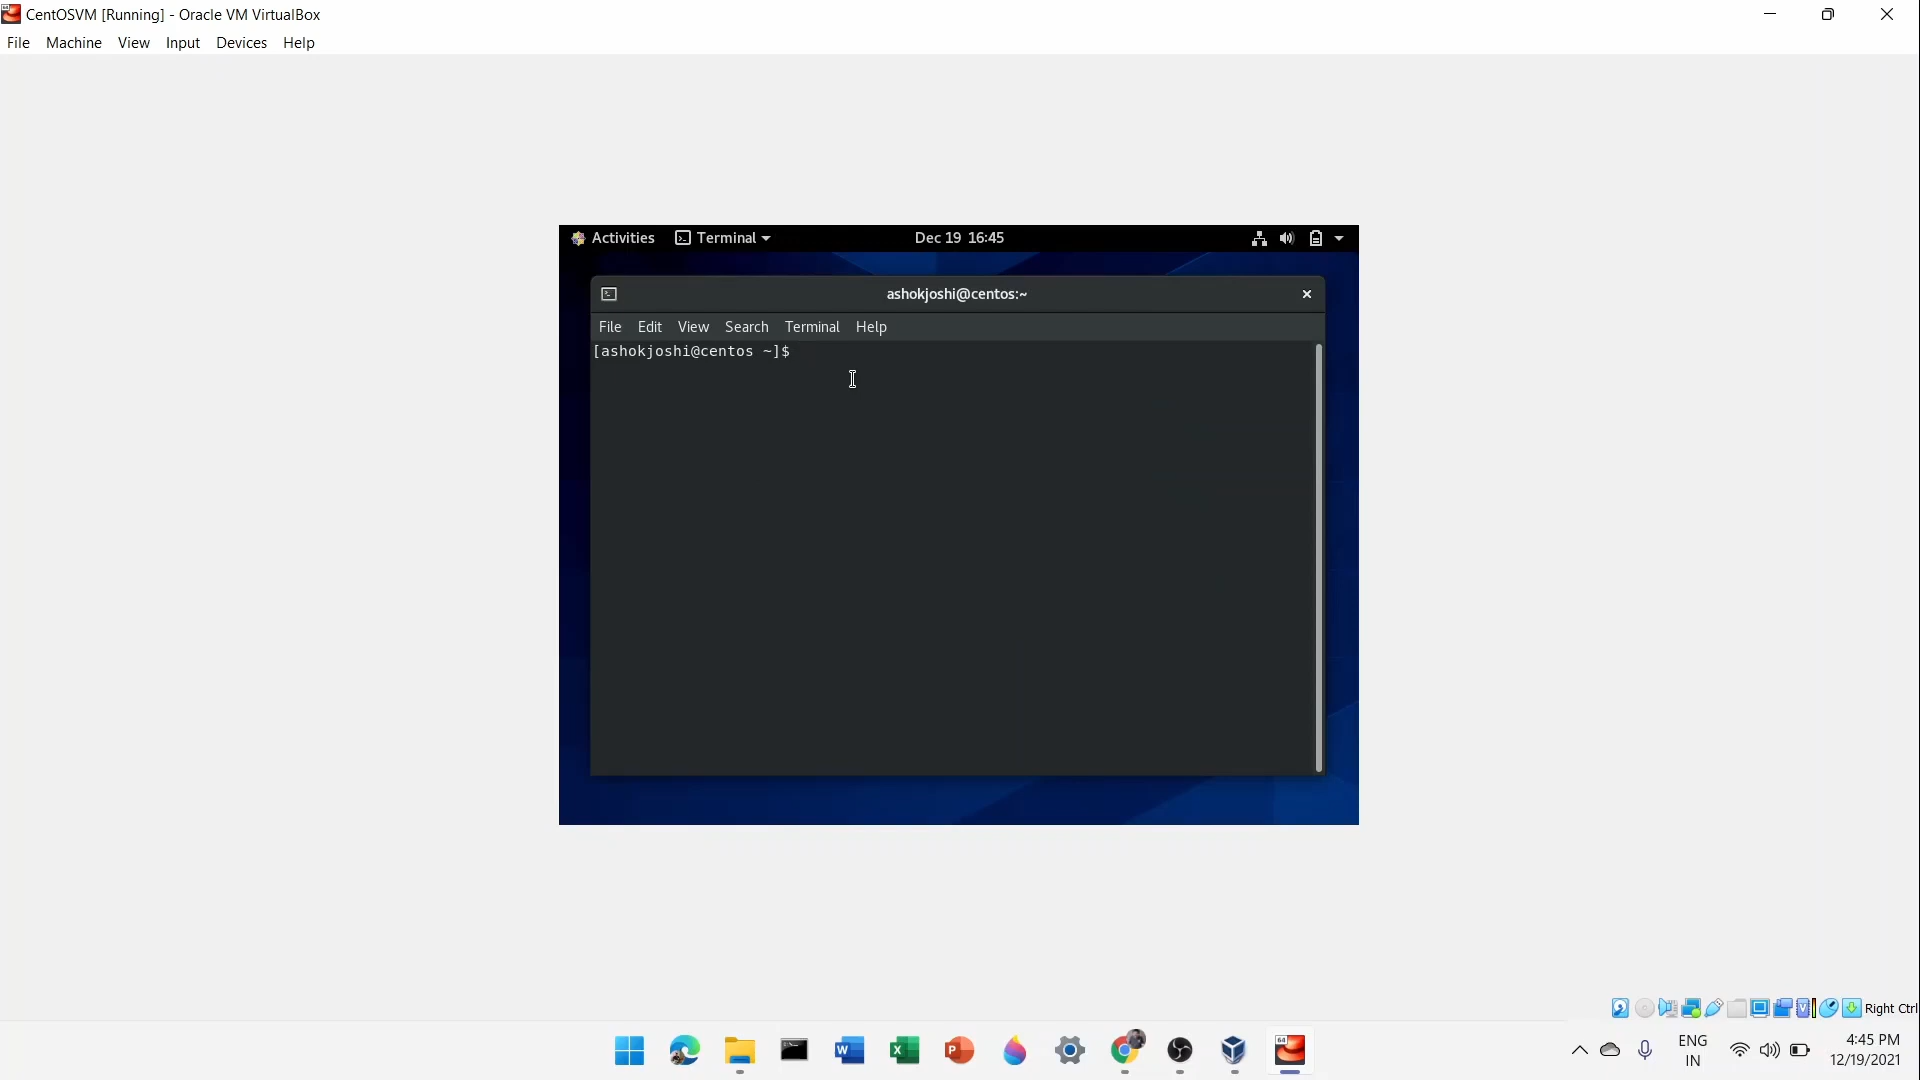 CentOSVM [Running] - Oracle VM VirtualBox
File Machine View Input Devices Help
Activities Terminal Dec 19 16:45
ashokjoshi@centos:~
File Edit View Search Terminal Help
[ashokjoshi@centos ~]$
Right Ctrl
ENG
IN
4:45 PM
12/19/2021